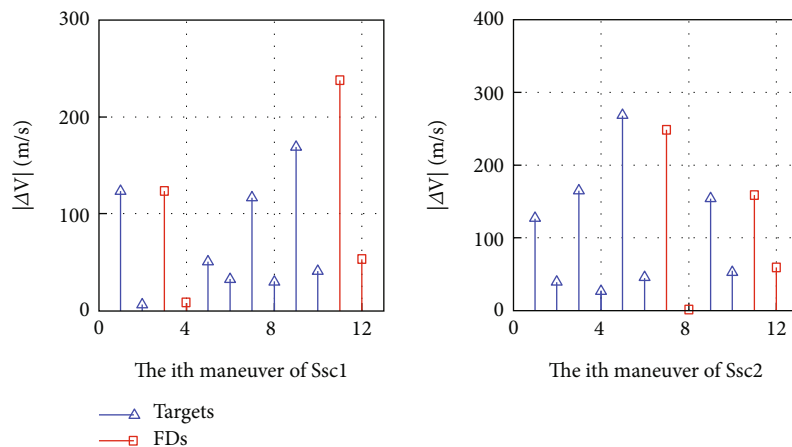 300
200
100
0
|ΔV| (m/s)
0 4 8 12
The ith maneuver of Ssc1
400
300
200
100
0
|ΔV| (m/s)
0 4 8 12
The ith maneuver of Ssc2
Targets
FDs